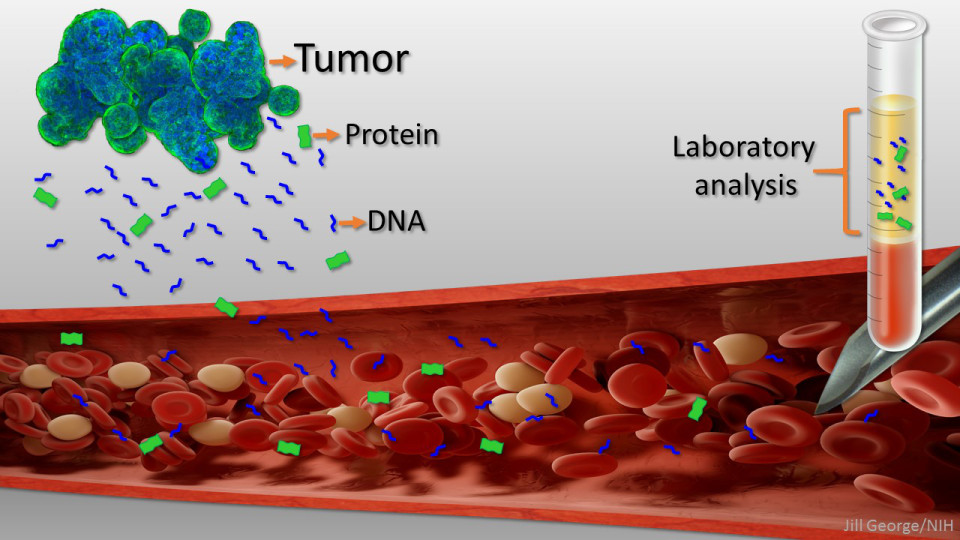 Tumor
Protein
DNA
Laboratory
analysis
Jill George/NIH